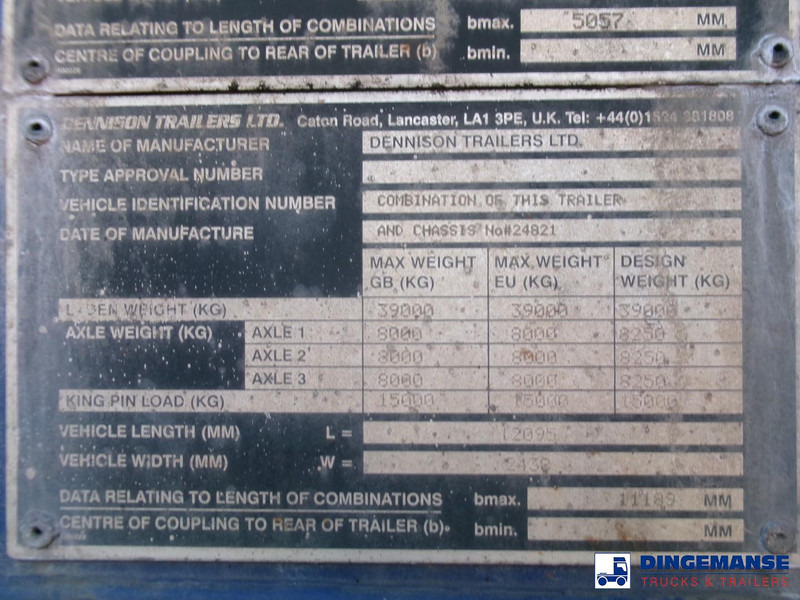 DATA RELATING TO LENGTH OF COMBINATIONS bmax. 5057 MM
CENTRE OF COUPLING TO REAR OF TRAILER (b) bmin. MM
DENNISON TRAILERS LTD. Caton Road, Lancaster, LA1 3PE, U.K. Tel: +44(0)1524
NAME OF MANUFACTURER DENNISON TRAILERS LTD.
TYPE APPROVAL NUMBER
VEHICLE IDENTIFICATION NUMBER COMBINATION OF THIS TRAILER
DATE OF MANUFACTURE AND CHASSIS No#24821
MAX WEIGHT MAX WEIGHT DESIGN
GB (KG) EU (KG) WEIGHT (KG)
LADEN WEIGHT (KG) 39000 39000 39000
AXLE WEIGHT (KG) AXLE 1 8000 8000 8250
AXLE 2 8000 8000 8250
AXLE 3 8000 8000 8250
KING PIN LOAD (KG) 15000 15000 15000
VEHICLE LENGTH (MM) L = 12095
VEHICLE WIDTH (MM) W = 2430
DATA RELATING TO LENGTH OF COMBINATIONS bmax. 11189 MM
CENTRE OF COUPLING TO REAR OF TRAILER (b). bmin. MM
DINGEMANSE
TRUCKS & TRAILERS